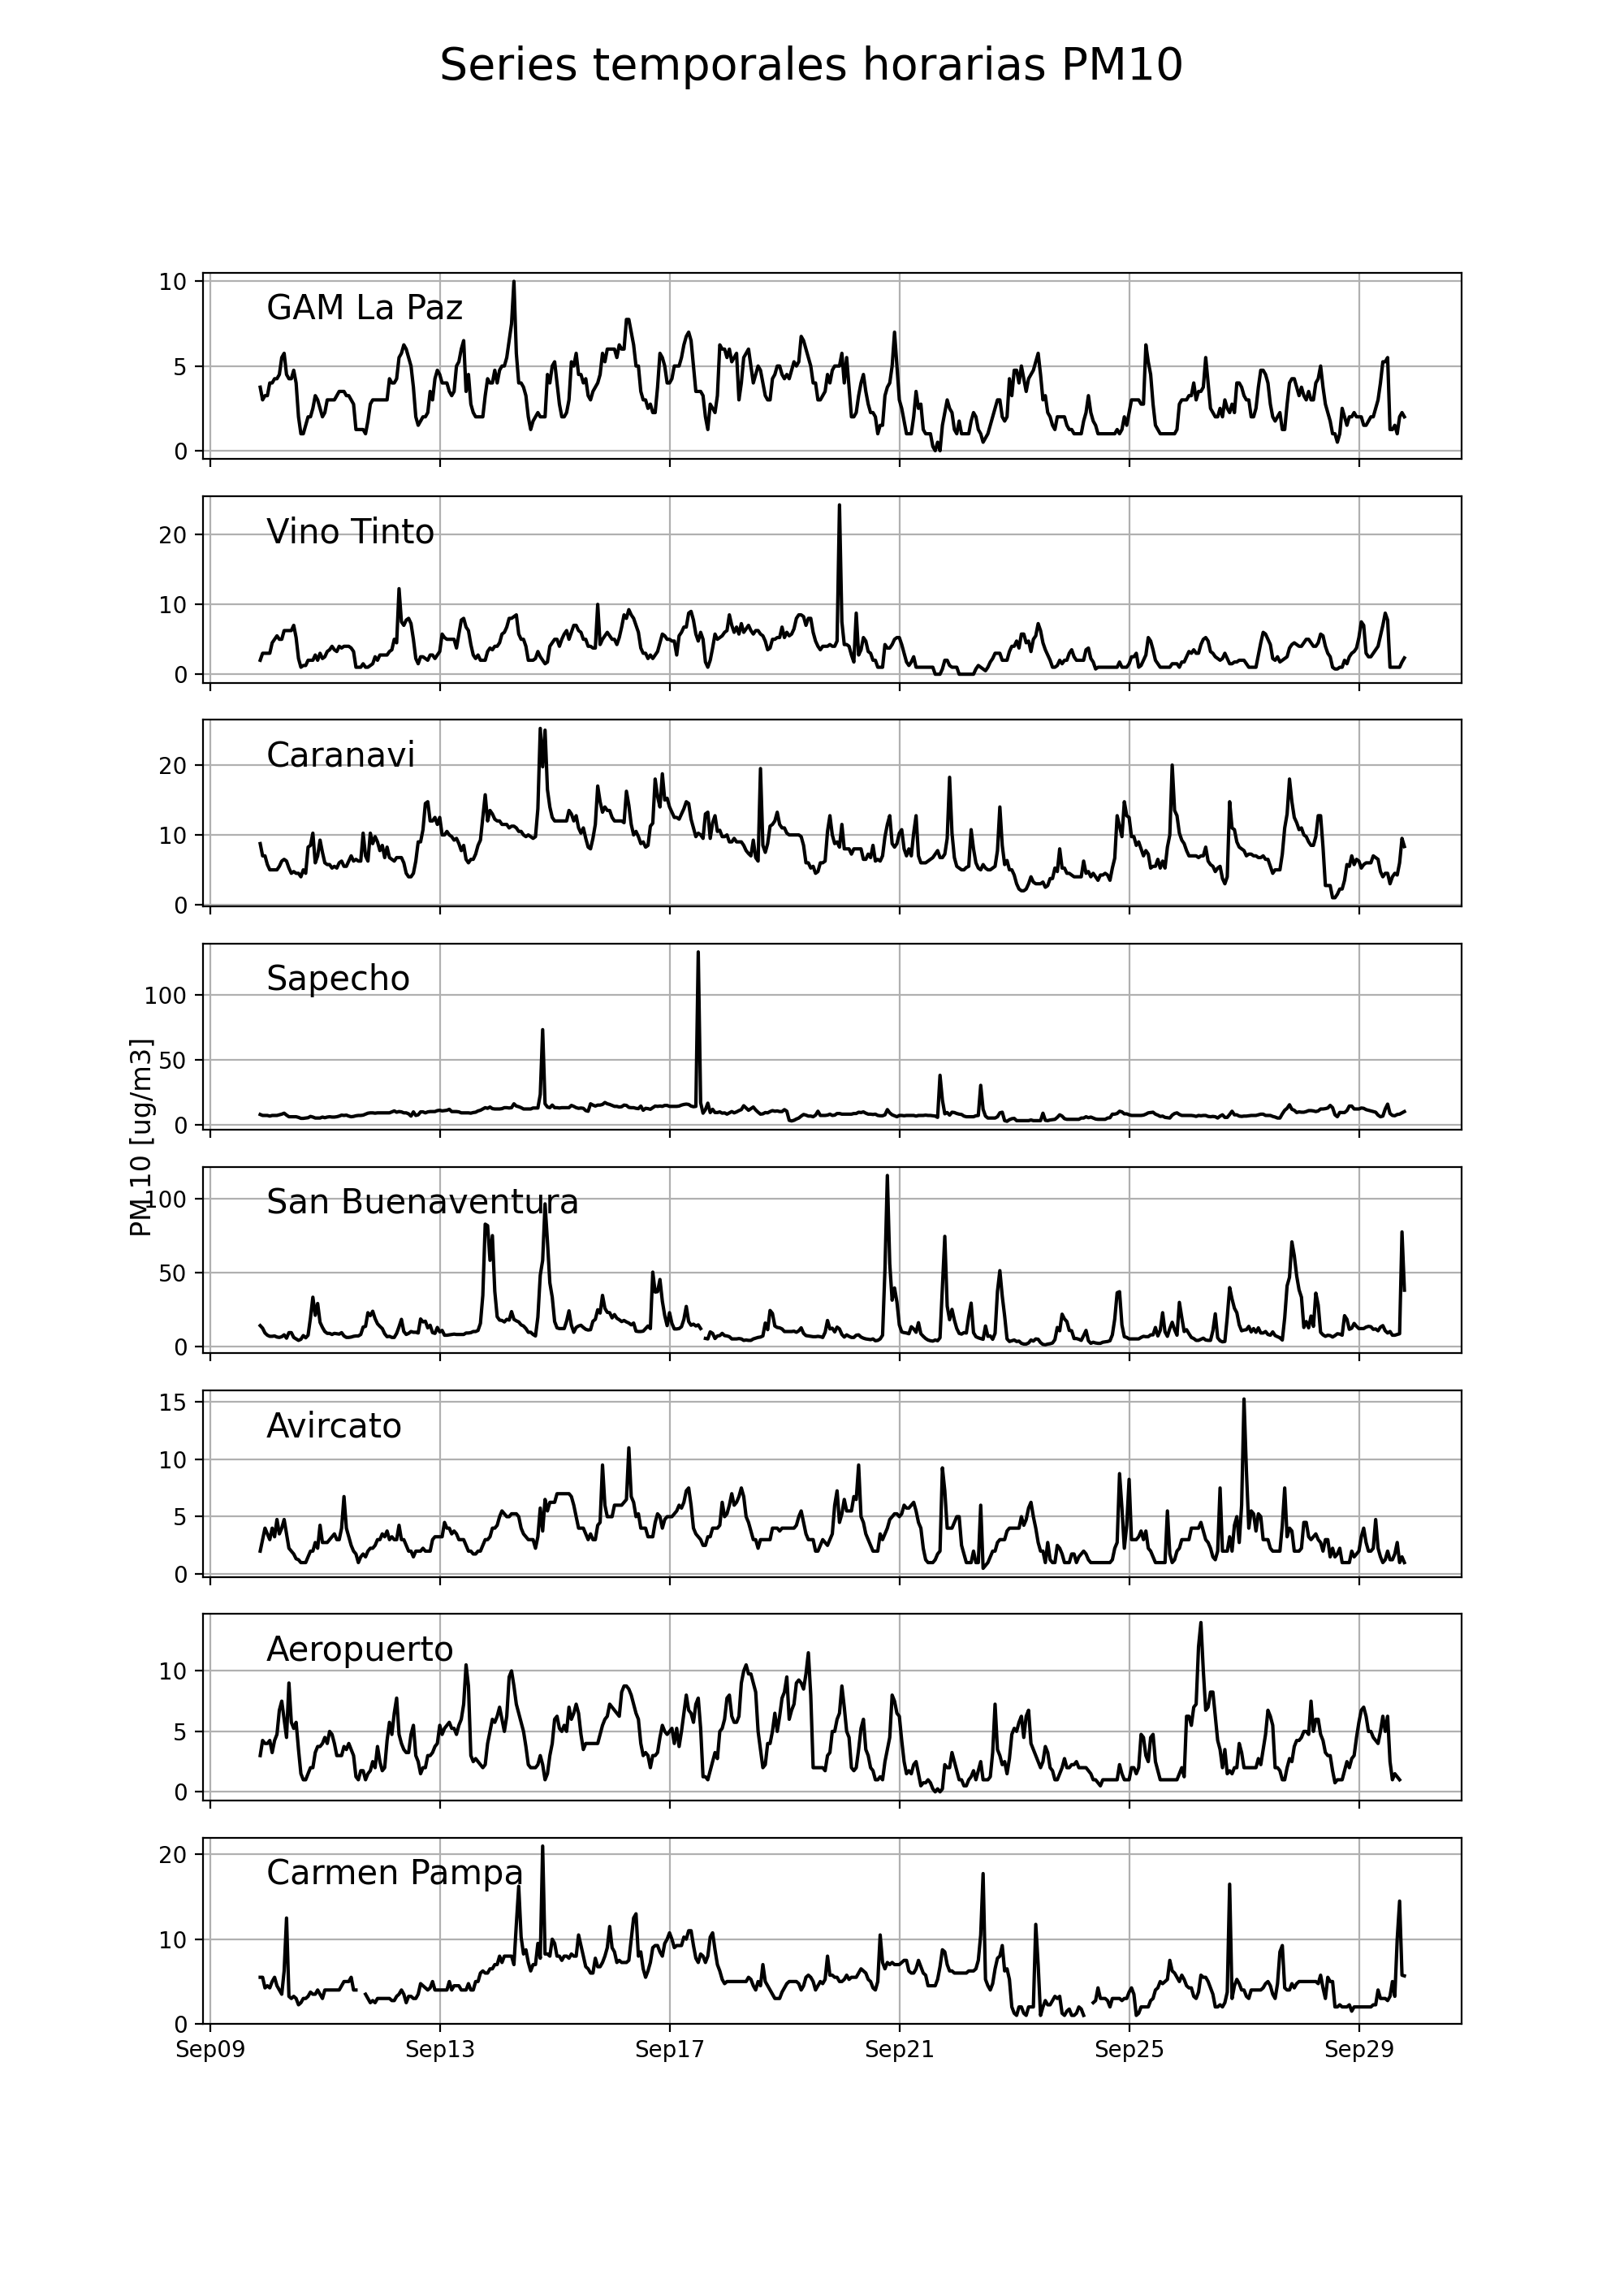 Series temporales horarias PM10
10
GAM La Paz
5
0
20
Vino Tinto
10
0
20
Caranavi
10
0
Sapecho
100
50
0
PM 10 [ug/m3]
100
San Buenaventura
50
0
15
Avircato
10
5
0
Aeropuerto
10
5
0
20
Carmen Pampa
10
0
Sep09 Sep13 Sep17 Sep21 Sep25 Sep29